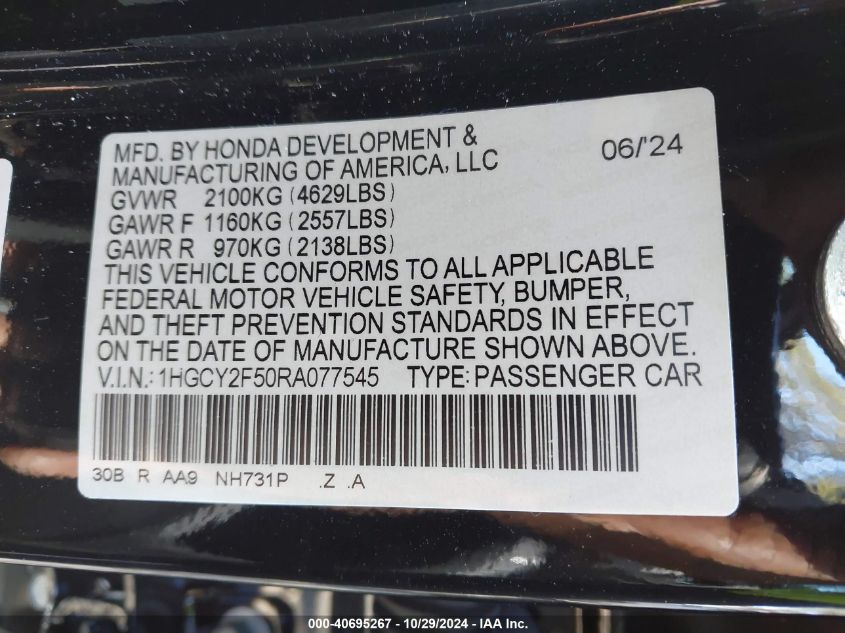 MFD. BY HONDA DEVELOPMENT &
MANUFACTURING OF AMERICA, LLC 06/'24
GVWR 2100KG (4629LBS)
GAWR F 1160KG (2557LBS)
GAWR R 970KG (2138LBS)
THIS VEHICLE CONFORMS TO ALL APPLICABLE
FEDERAL MOTOR VEHICLE SAFETY, BUMPER,
AND THEFT PREVENTION STANDARDS IN EFFECT
ON THE DATE OF MANUFACTURE SHOWN ABOVE.
V.I.N.: 1HGCY2F50RA077545 TYPE: PASSENGER CAR
30B R AA9 NH731P .Z .A
000-40695267 - 10/29/2024 - IAA Inc.